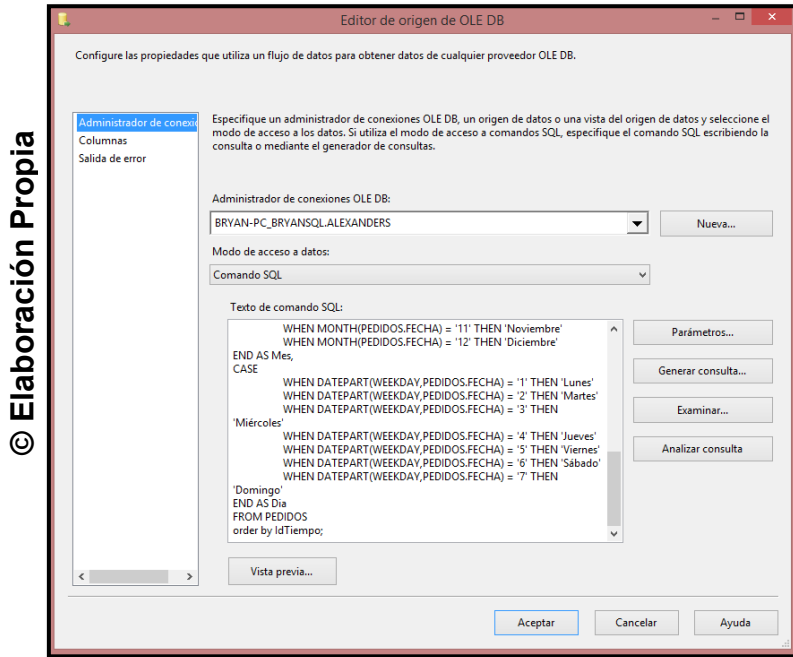 Editor de origen de OLE DB
Configure las propiedades que utiliza un flujo de datos para obtener datos de cualquier proveedor OLE DB.
© Elaboración Propia
Administrador de conexió
Columnas
Salida de error
Especifique un administrador de conexiones OLE DB, un origen de datos o una vista del origen de datos y seleccione el
modo de acceso a los datos. Si utiliza el modo de acceso a comandos SQL, especifique el comando SQL escribiendo la
consulta o mediante el generador de consultas.
Administrador de conexiones OLE DB:
BRYAN-PC_BRYANSQL.ALEXANDERS
Nueva...
Modo de acceso a datos:
Comando SQL
Texto de comando SQL:
WHEN MONTH(PEDIDOS.FECHA) = '11' THEN 'Noviembre'
WHEN MONTH(PEDIDOS.FECHA) = '12' THEN 'Diciembre'
END AS Mes,
CASE
WHEN DATEPART(WEEKDAY,PEDIDOS.FECHA) = '1' THEN 'Lunes'
WHEN DATEPART(WEEKDAY,PEDIDOS.FECHA) = '2' THEN 'Martes'
WHEN DATEPART(WEEKDAY,PEDIDOS.FECHA) = '3' THEN
'Miércoles'
WHEN DATEPART(WEEKDAY,PEDIDOS.FECHA) = '4' THEN 'Jueves'
WHEN DATEPART(WEEKDAY,PEDIDOS.FECHA) = '5' THEN 'Viernes'
WHEN DATEPART(WEEKDAY,PEDIDOS.FECHA) = '6' THEN 'Sábado'
WHEN DATEPART(WEEKDAY,PEDIDOS.FECHA) = '7' THEN
'Domingo'
END AS Dia
FROM PEDIDOS
order by IdTiempo;
Parámetros...
Generar consulta...
Examinar...
Analizar consulta
Vista previa...
Aceptar
Cancelar
Ayuda